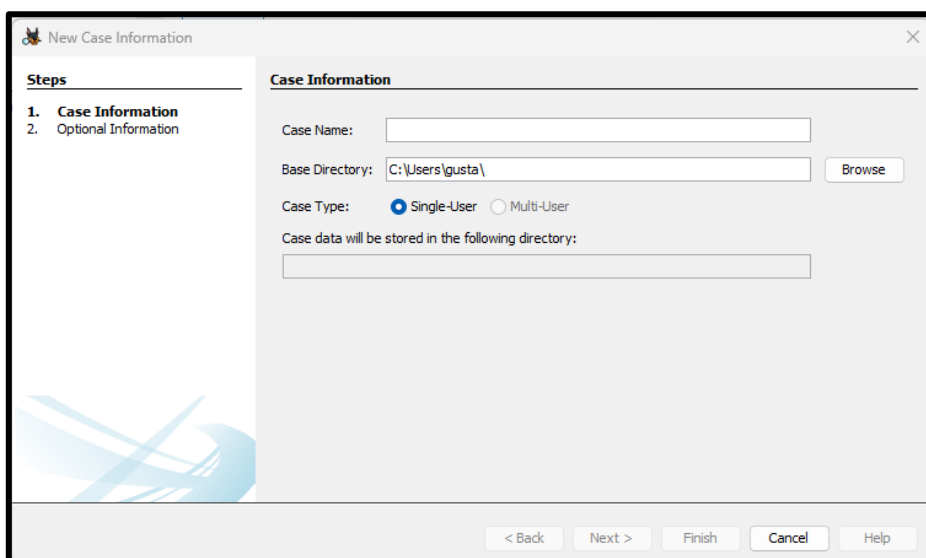 New Case Information
Steps
1. Case Information
2. Optional Information
Case Information
Case Name:
Base Directory: C:\Users\gusta\ Browse
Case Type: Single-User Multi-User
Case data will be stored in the following directory:
< Back Next > Finish Cancel Help